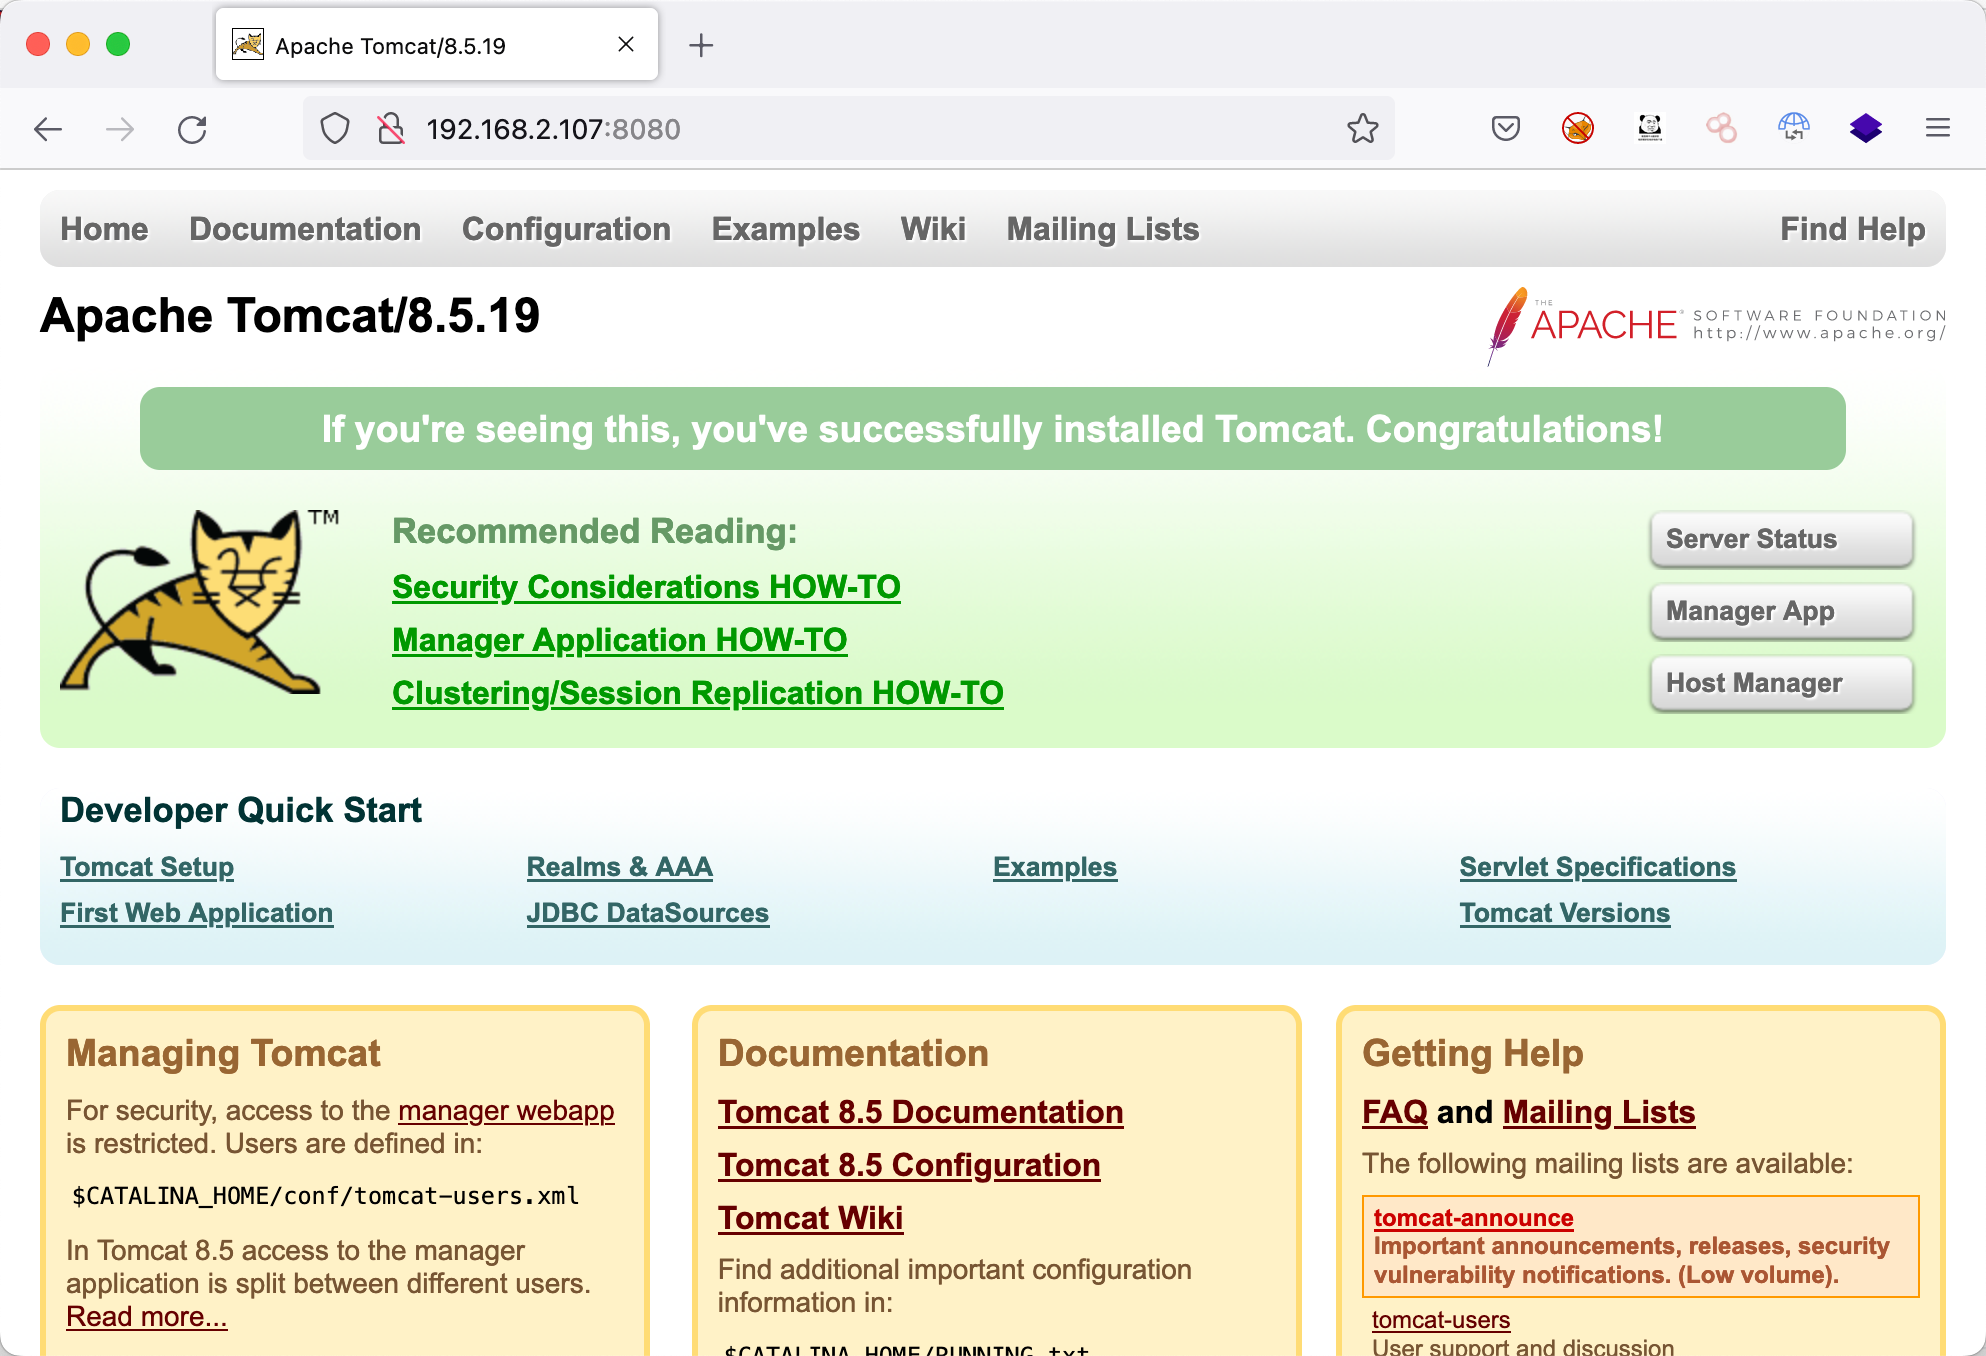 Apache Tomcat/8.5.19
192.168.2.107:8080
Home Documentation Configuration Examples Wiki Mailing Lists Find Help
Apache Tomcat/8.5.19
THE APACHE® SOFTWARE FOUNDATION
http://www.apache.org/
If you're seeing this, you've successfully installed Tomcat. Congratulations!
TM
Recommended Reading:
Security Considerations HOW-TO
Manager Application HOW-TO
Clustering/Session Replication HOW-TO
Server Status
Manager App
Host Manager
Developer Quick Start
Tomcat Setup
First Web Application
Realms & AAA
JDBC DataSources
Examples
Servlet Specifications
Tomcat Versions
Managing Tomcat
For security, access to the manager webapp
is restricted. Users are defined in:
$CATALINA_HOME/conf/tomcat-users.xml
In Tomcat 8.5 access to the manager
application is split between different users.
Read more...
Documentation
Tomcat 8.5 Documentation
Tomcat 8.5 Configuration
Tomcat Wiki
Find additional important configuration
information in:
$CATALINA_HOME/RUNNING.txt
Getting Help
FAQ and Mailing Lists
The following mailing lists are available:
tomcat-announce
Important announcements, releases, security
vulnerability notifications. (Low volume).
tomcat-users
User support and discussion